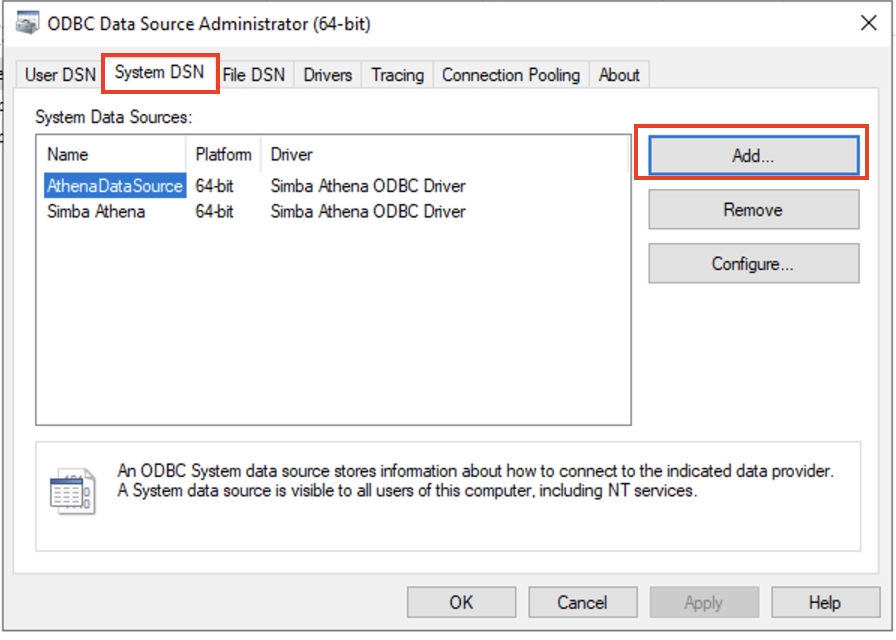 ODBC Data Source Administrator (64-bit)
User DSN System DSN File DSN Drivers Tracing Connection Pooling About
System Data Sources:
Name Platform Driver
AthenaDataSource 64-bit Simba Athena ODBC Driver
Simba Athena 64-bit Simba Athena ODBC Driver
Add...
Remove
Configure...
An ODBC System data source stores information about how to connect to the indicated data provider.
A System data source is visible to all users of this computer, including NT services.
OK Cancel Apply Help